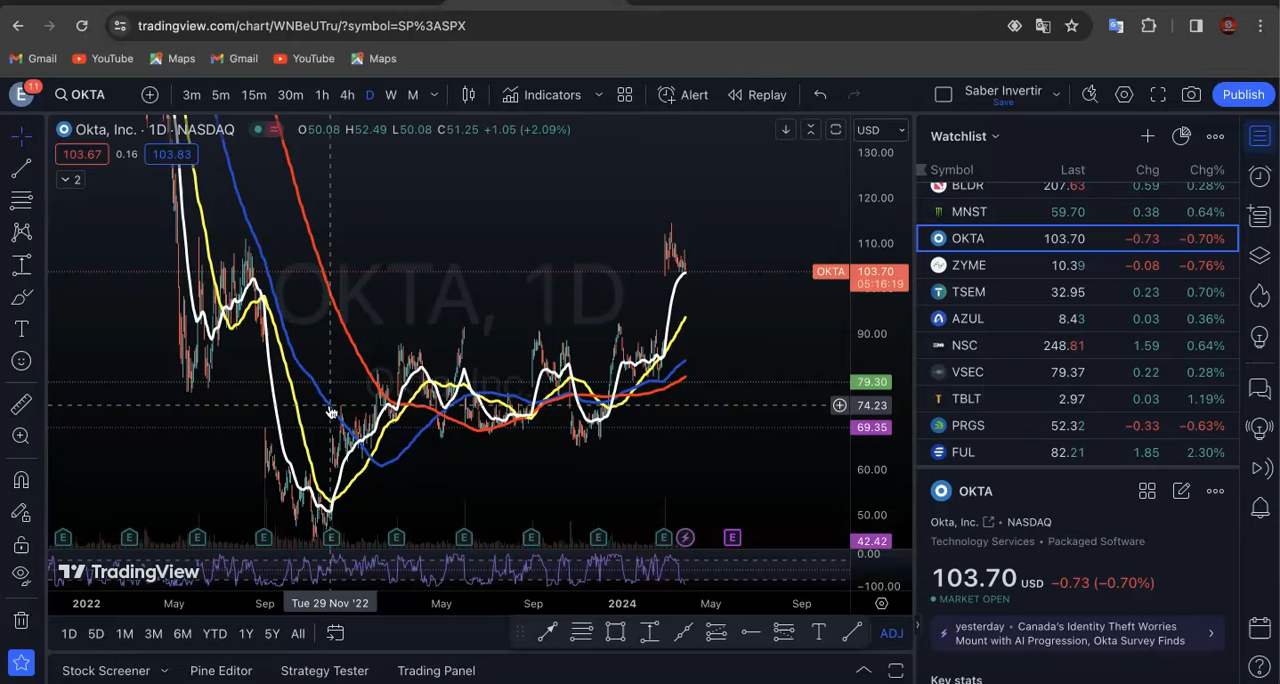 tradingview.com/chart/WNBeUTru/?symbol=SP%3ASPX
Gmail YouTube Maps Gmail YouTube Maps
E 11 OKTA 3m 5m 15m 30m 1h 4h D W M Indicators Alert Replay Saber Invertir Save Publish
Okta, Inc. · 1D · NASDAQ O50.08 H52.49 L50.08 C51.25 +1.05 (+2.09%) USD
103.67 0.16 103.83
2
OKTA, 1D
Okta, Inc.
130.00
120.00
110.00
OKTA 103.70
05:16:19
90.00
79.30
74.23
69.35
60.00
50.00
42.42
0.00
−100.00
E E E E E E E E E E E
TradingView
2022 May Sep Tue 29 Nov '22 May Sep 2024 May Sep
1D 5D 1M 3M 6M YTD 1Y 5Y All ADJ
Stock Screener Pine Editor Strategy Tester Trading Panel
Watchlist
Symbol Last Chg Chg%
BLDR 207.63 0.59 0.28%
MNST 59.70 0.38 0.64%
OKTA 103.70 −0.73 −0.70%
ZYME 10.39 −0.08 −0.76%
TSEM 32.95 0.23 0.70%
AZUL 8.43 0.03 0.36%
NSC 248.81 1.59 0.64%
VSEC 79.37 0.22 0.28%
TBLT 2.97 0.03 1.19%
PRGS 52.32 −0.33 −0.63%
FUL 82.21 1.85 2.30%
OKTA
Okta, Inc. • NASDAQ
Technology Services • Packaged Software
103.70 USD −0.73 (−0.70%)
MARKET OPEN
yesterday • Canada's Identity Theft Worries
Mount with AI Progression, Okta Survey Finds
Key stats